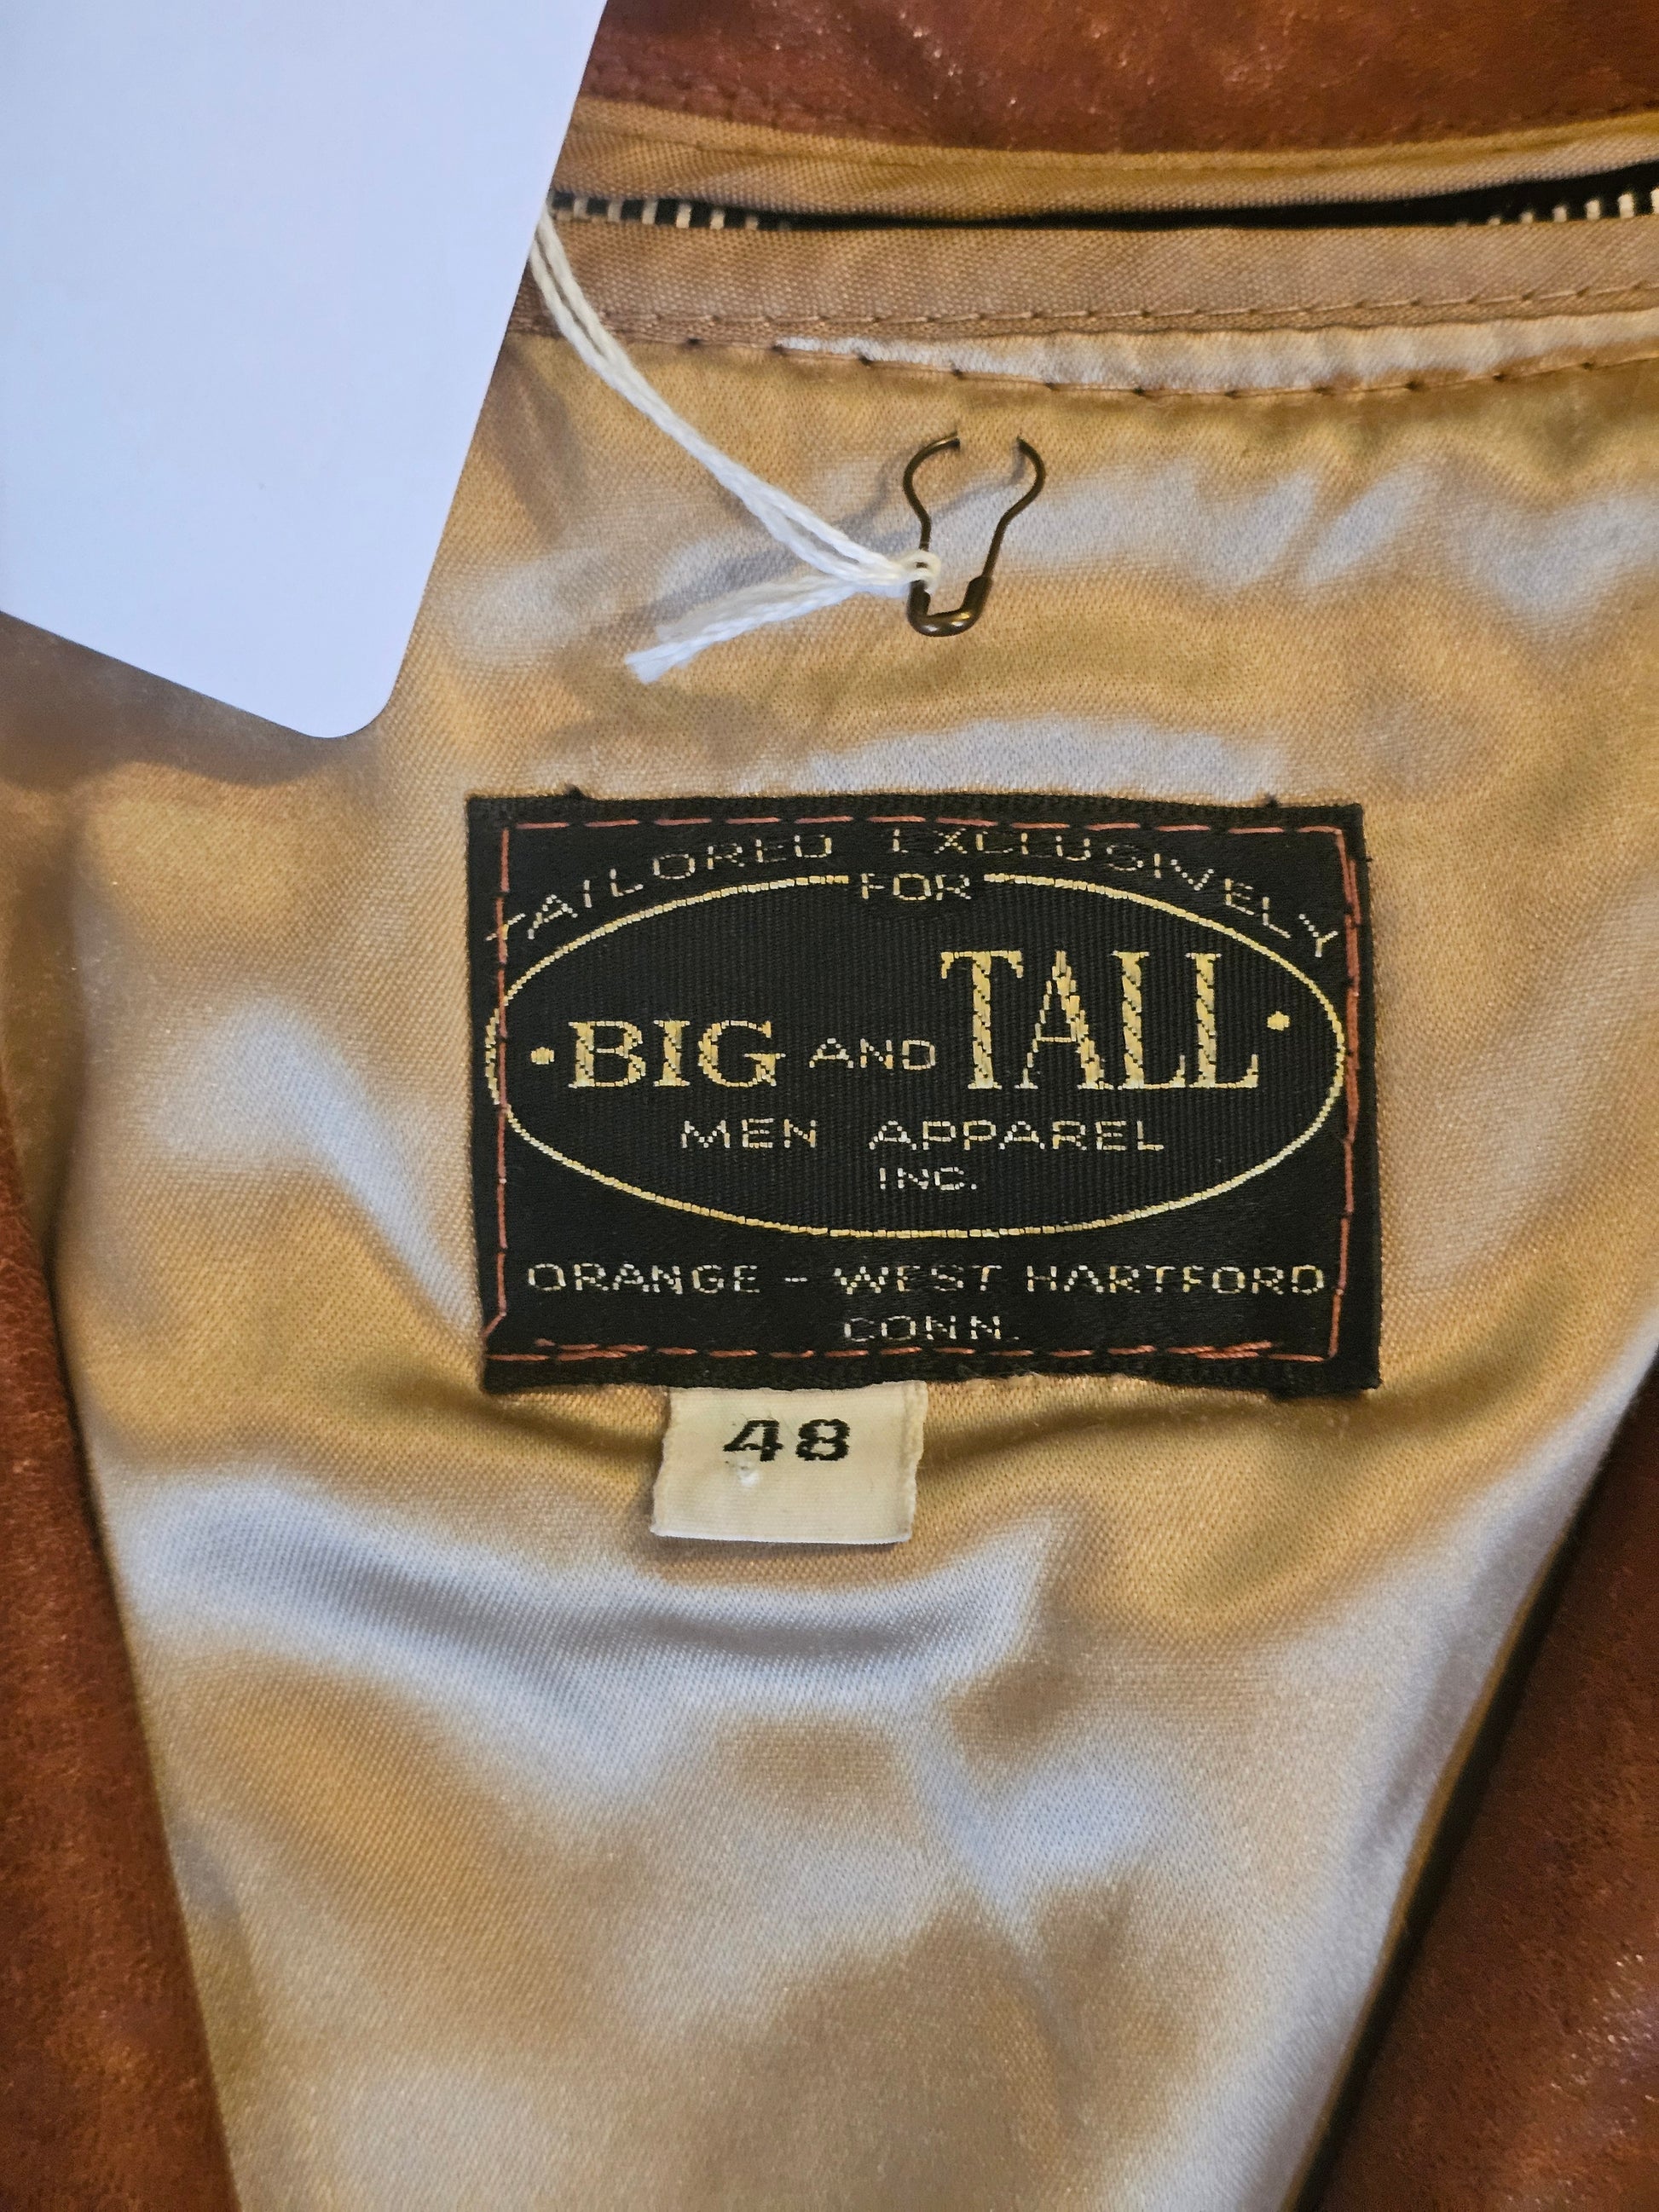 TAILORED EXCLUSIVELY
FOR
·BIG AND TALL·
MEN APPAREL
INC.
ORANGE - WEST HARTFORD
CONN.
48